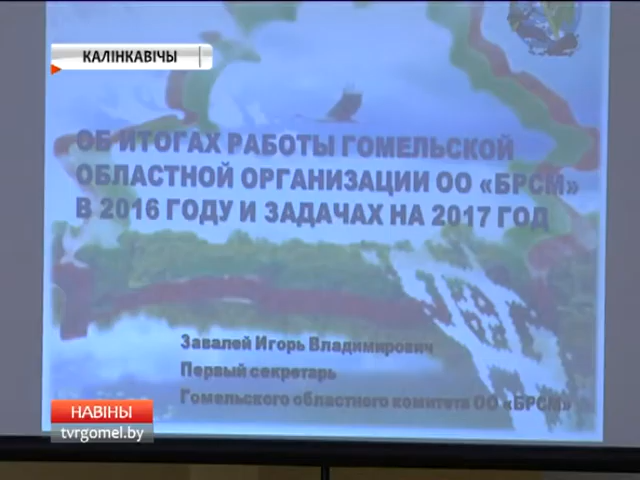 КАЛІНКАВІЧЫ
ОБ ИТОГАХ РАБОТЫ ГОМЕЛЬСКОЙ
ОБЛАСТНОЙ ОРГАНИЗАЦИИ ОО «БРСМ»
В 2016 ГОДУ И ЗАДАЧАХ НА 2017 ГОД
Завалей Игорь Владимирович
Первый секретарь
Гомельского областного комитета ОО «БРСМ»
НАВІНЫ
tvrgomel.by